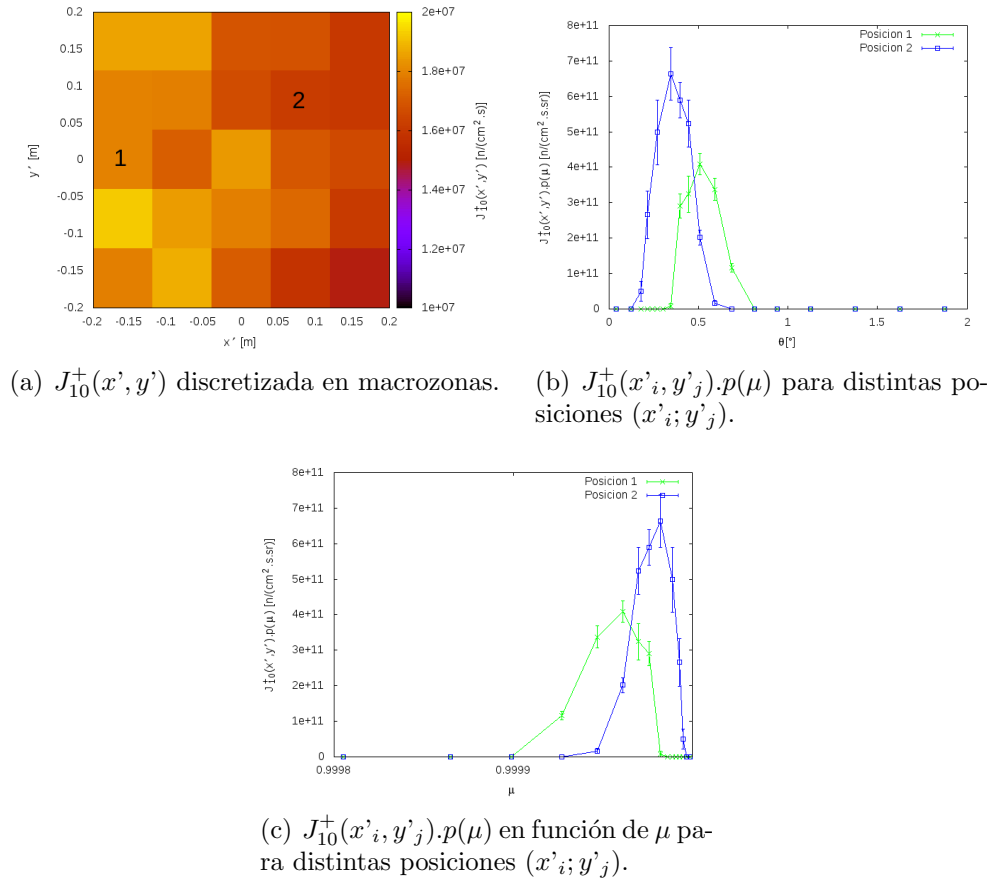 0.2
0.15
0.1
0.05
0
-0.05
-0.1
-0.15
-0.2
y´ [m]
1
2
-0.2 -0.15 -0.1 -0.05 0 0.05 0.1 0.15 0.2
x´ [m]
2e+07
1.8e+07
1.6e+07
1.4e+07
1.2e+07
1e+07
J⁺₁₀(x´,y´) [n/(cm².s)]
8e+11
7e+11
6e+11
5e+11
4e+11
3e+11
2e+11
1e+11
0
J⁺₁₀(x´,y´).p(μ) [n/(cm².s.sr)]
Posicion 1
Posicion 2
0 0.5 1 1.5 2
θ[°]
(a) J⁺₁₀(x’, y’) discretizada en macrozonas.
(b) J⁺₁₀(x’ᵢ, y’ⱼ).p(μ) para distintas po-
siciones (x’ᵢ; y’ⱼ).
8e+11
7e+11
6e+11
5e+11
4e+11
3e+11
2e+11
1e+11
0
J⁺₁₀(x´,y´).p(μ) [n/(cm².s.sr)]
Posicion 1
Posicion 2
0.9998 0.9999
μ
(c) J⁺₁₀(x’ᵢ, y’ⱼ).p(μ) en función de μ pa-
ra distintas posiciones (x’ᵢ; y’ⱼ).